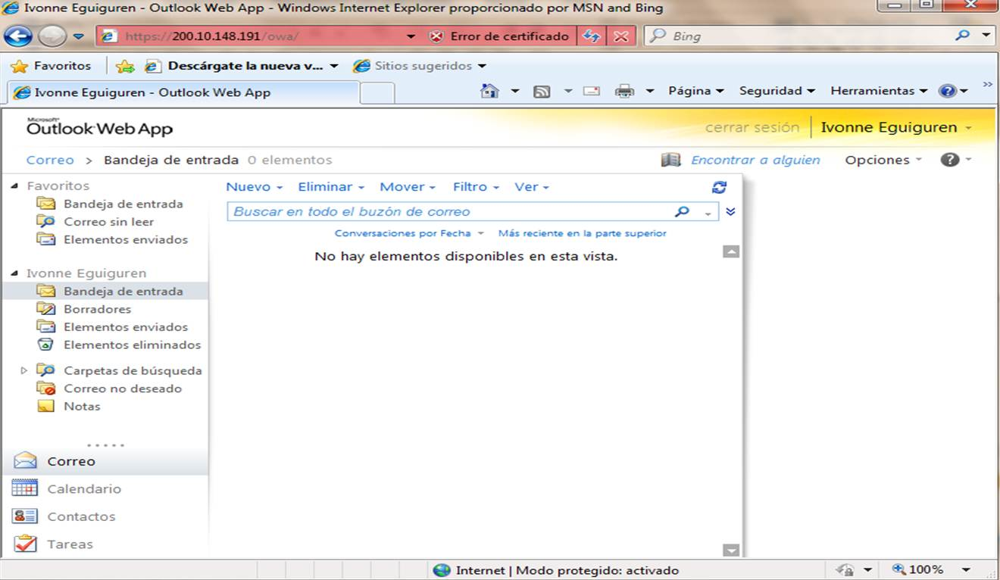 Ivonne Eguiguren - Outlook Web App - Windows Internet Explorer proporcionado por MSN and Bing
https://200.10.148.191/owa/ Error de certificado Bing
Favoritos Descárgate la nueva v... Sitios sugeridos
Ivonne Eguiguren - Outlook Web App Página Seguridad Herramientas »
Microsoft®
Outlook Web App cerrar sesión Ivonne Eguiguren
Correo > Bandeja de entrada 0 elementos Encontrar a alguien Opciones
Favoritos
Bandeja de entrada
Correo sin leer
Elementos enviados
Ivonne Eguiguren
Bandeja de entrada
Borradores
Elementos enviados
Elementos eliminados
Carpetas de búsqueda
Correo no deseado
Notas
Correo
Calendario
Contactos
Tareas
Nuevo Eliminar Mover Filtro Ver
Buscar en todo el buzón de correo
Conversaciones por Fecha Más reciente en la parte superior
No hay elementos disponibles en esta vista.
Internet | Modo protegido: activado 100%